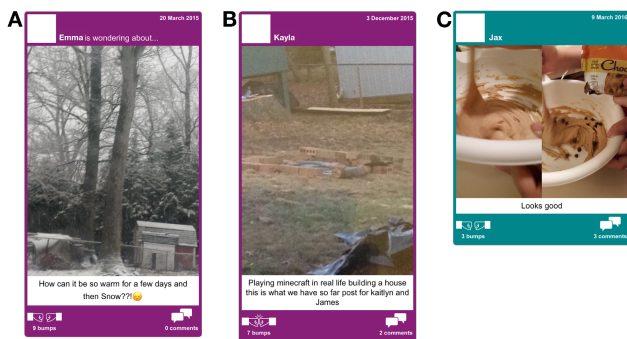 A
20 March 2015
Emma is wondering about...
How can it be so warm for a few days and
then Snow??!😔
9 bumps
0 comments
B
3 December 2015
Kayla
Playing minecraft in real life building a house
this is what we have so far post for kaitlyn and
James
7 bumps
2 comments
C
9 March 2016
Jax
Choc
Looks good
3 bumps
3 comments